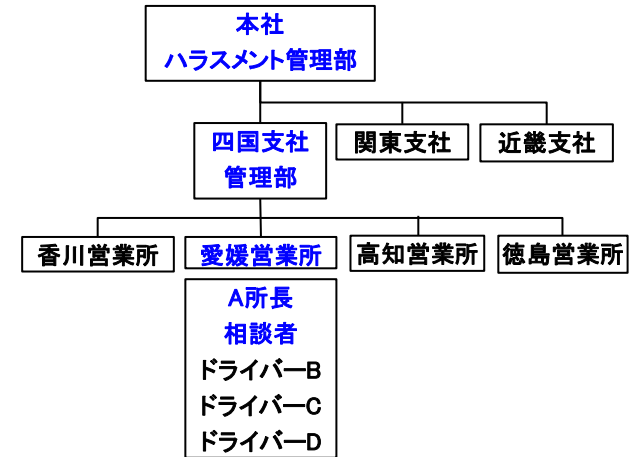 本社
ハラスメント管理部
四国支社
管理部
関東支社
近畿支社
香川営業所
愛媛営業所
高知営業所
徳島営業所
A所長
相談者
ドライバーB
ドライバーC
ドライバーD